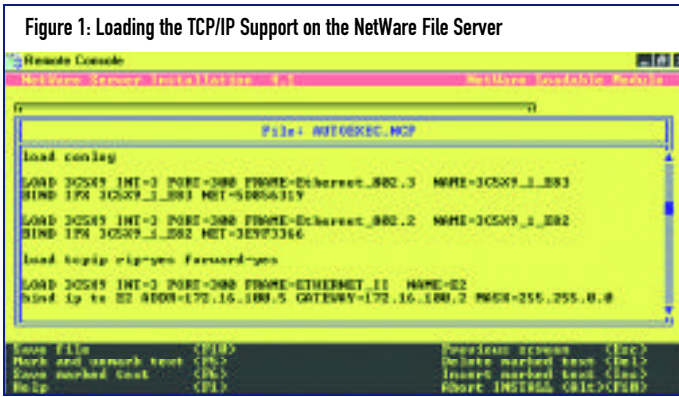 Figure 1: Loading the TCP/IP Support on the NetWare File Server
Remote Console
NetWare Server Installation 4.1 NetWare Loadable Module
File: AUTOEXEC.NCF
load conlog
LOAD 3C5X9 INT=3 PORT=300 FRAME=Ethernet_802.3 NAME=3C5X9_1_E83
BIND IPX 3C5X9_1_E83 NET=5D056319
LOAD 3C5X9 INT=3 PORT=300 FRAME=Ethernet_802.2 NAME=3C5X9_1_E82
BIND IPX 3C5X9_1_E82
load tcpip rip=yes forward=yes
LOAD 3C5X9 INT=3 PORT=300 FRAME=ETHERNET_II NAME=E2
bind ip to E2 ADDR=172.16.100.5 GATEWAY=172.16.100.2 MASK=255.255.0.0
Save file <F10> Previous screen <Esc>
Mark and unmark text <F5> Delete marked text <Del>
Save marked text <F6> Insert marked text <Ins>
Help <F1> Abort INSTALL <Alt><F10>